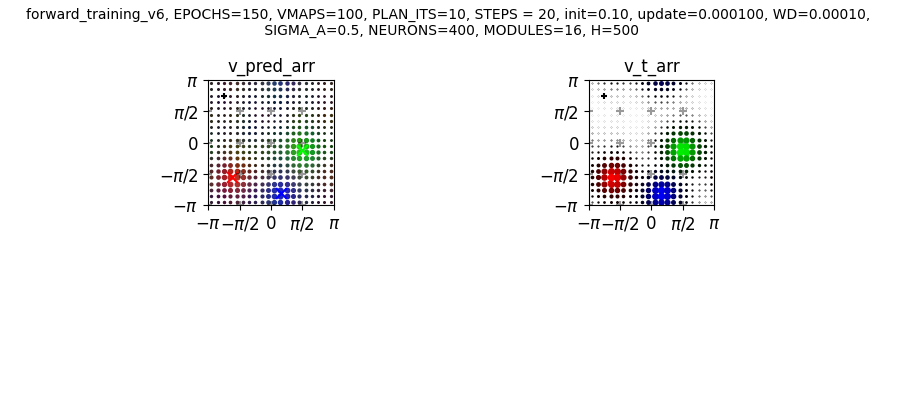 forward_training_v6, EPOCHS=150, VMAPS=100, PLAN_ITS=10, STEPS = 20, init=0.10, update=0.000100, WD=0.00010,
SIGMA_A=0.5, NEURONS=400, MODULES=16, H=500
v_pred_arr
π
π/2
0
−π/2
−π
−π −π/2 0 π/2 π
v_t_arr
π
π/2
0
−π/2
−π
−π −π/2 0 π/2 π